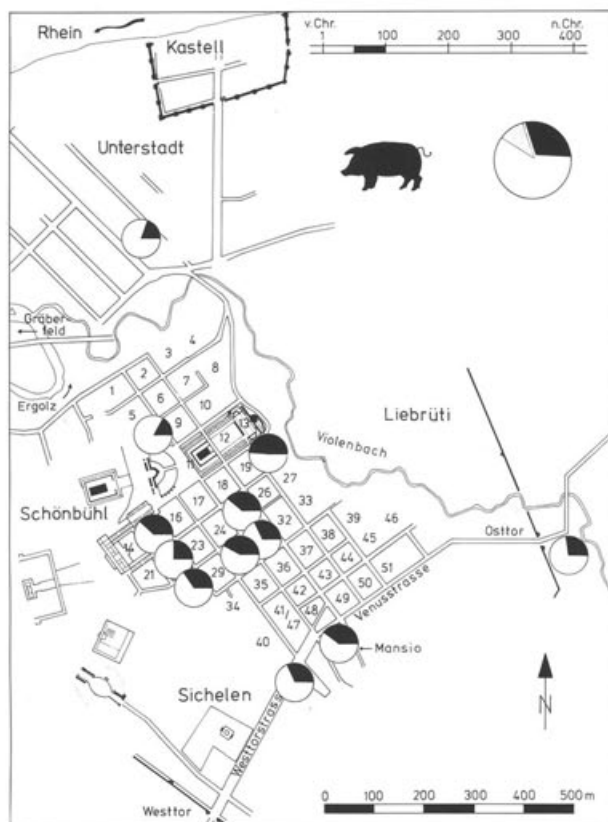 Rhein
Kastell
v. Chr. n. Chr.
1 100 200 300 400
Unterstadt
Gräber-
feld
Ergolz
Liebrüti
Violenbach
Schönbühl
Osttor
Venusstrasse
Mansio
Sichelen
Westtorstrasse
Westtor
N
1
2
3
4
5
6
7
8
9
10
11
12
13
14
16
17
18
19
21
23
24
26
27
29
32
33
34
35
36
37
38
39
40
41/
47
42
43
44
45
46
48
49
50
51
0 100 200 300 400 500 m